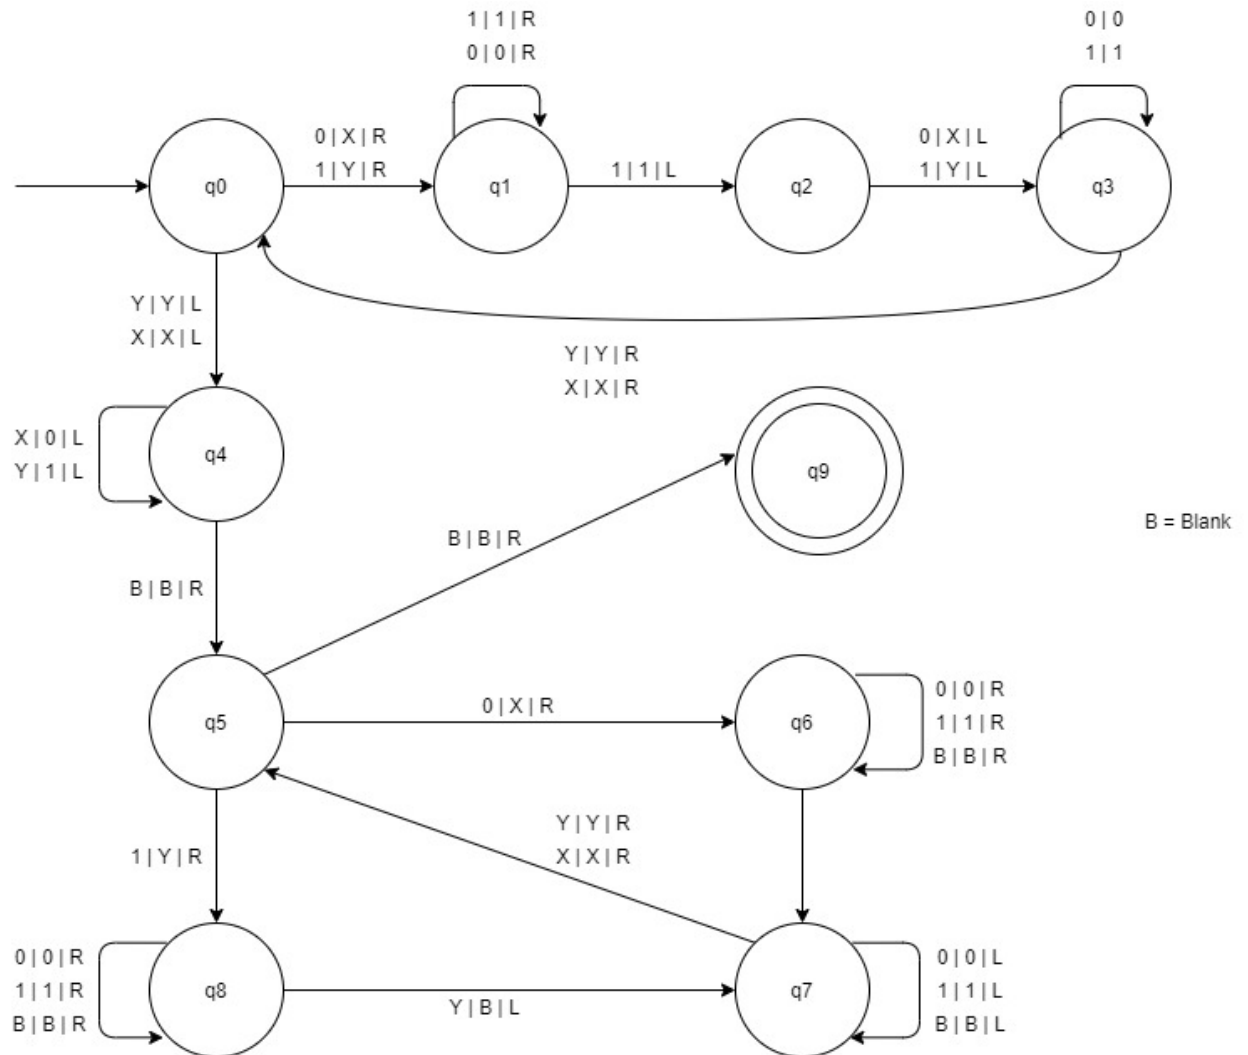 1 | 1 | R
0 | 0 | R
0 | 0
1 | 1
0 | X | R
1 | Y | R
1 | 1 | L
0 | X | L
1 | Y | L
q0
q1
q2
q3
Y | Y | L
X | X | L
Y | Y | R
X | X | R
X | 0 | L
Y | 1 | L
q4
q9
B = Blank
B | B | R
B | B | R
q5
0 | X | R
q6
0 | 0 | R
1 | 1 | R
B | B | R
1 | Y | R
Y | Y | R
X | X | R
0 | 0 | R
1 | 1 | R
B | B | R
q8
Y | B | L
q7
0 | 0 | L
1 | 1 | L
B | B | L